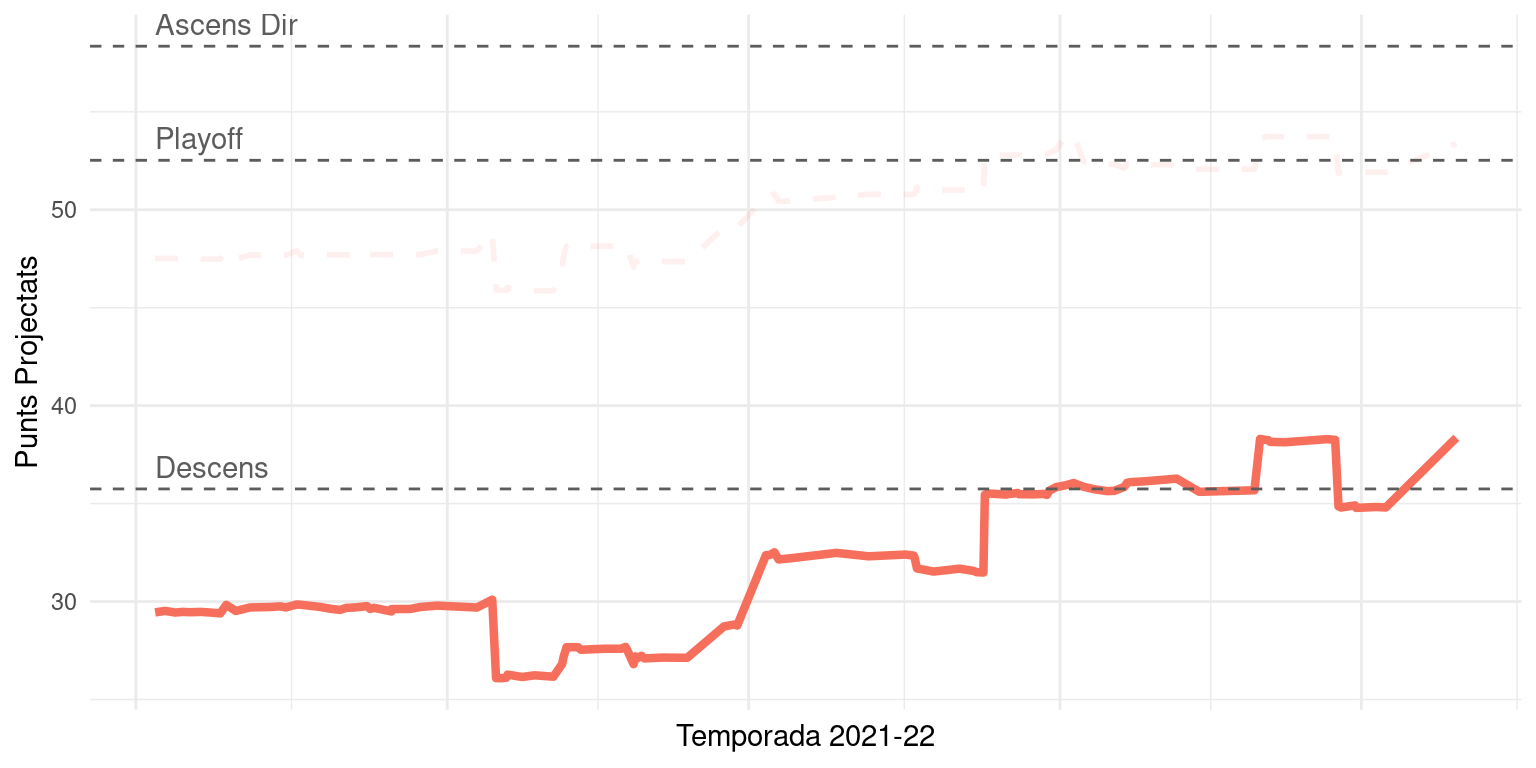 Ascens Dir
Playoff
50
40
Descens
30
Punts Projectats
Temporada 2021-22